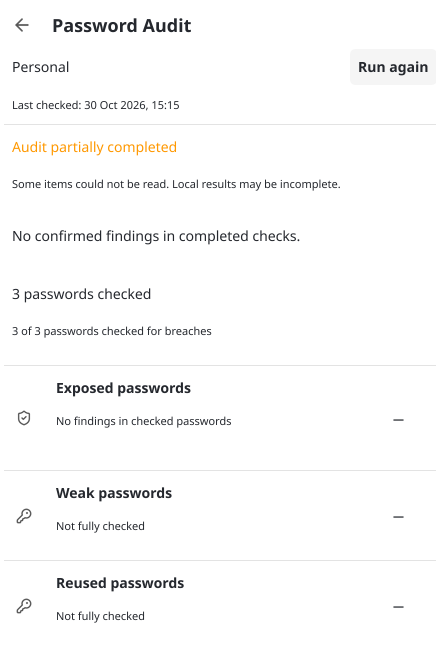 Password Audit
Personal
Run again
Last checked: 30 Oct 2026, 15:15
Audit partially completed
Some items could not be read. Local results may be incomplete.
No confirmed findings in completed checks.
3 passwords checked
3 of 3 passwords checked for breaches
Exposed passwords
No findings in checked passwords
—
Weak passwords
Not fully checked
—
Reused passwords
Not fully checked
—